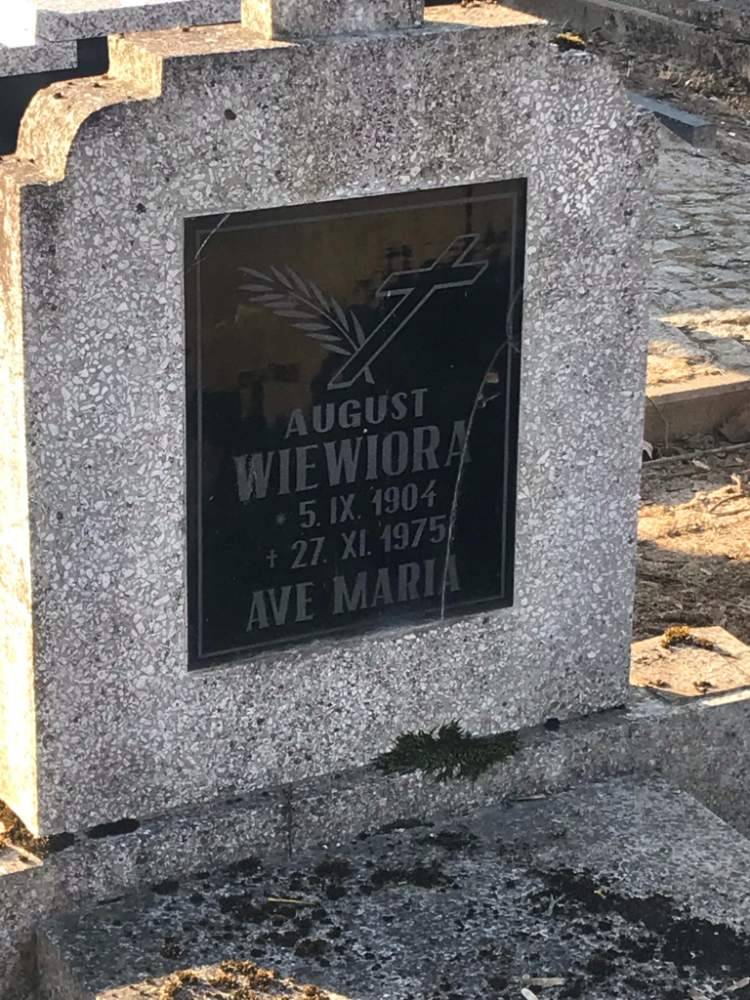 AUGUST
WIEWIORA
* 5. IX. 1904
+ 27. XI. 1975
AVE MARIA